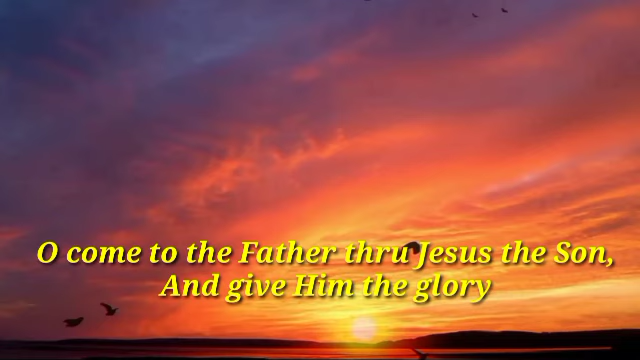 O come to the Father thru Jesus the Son,
And give Him the glory